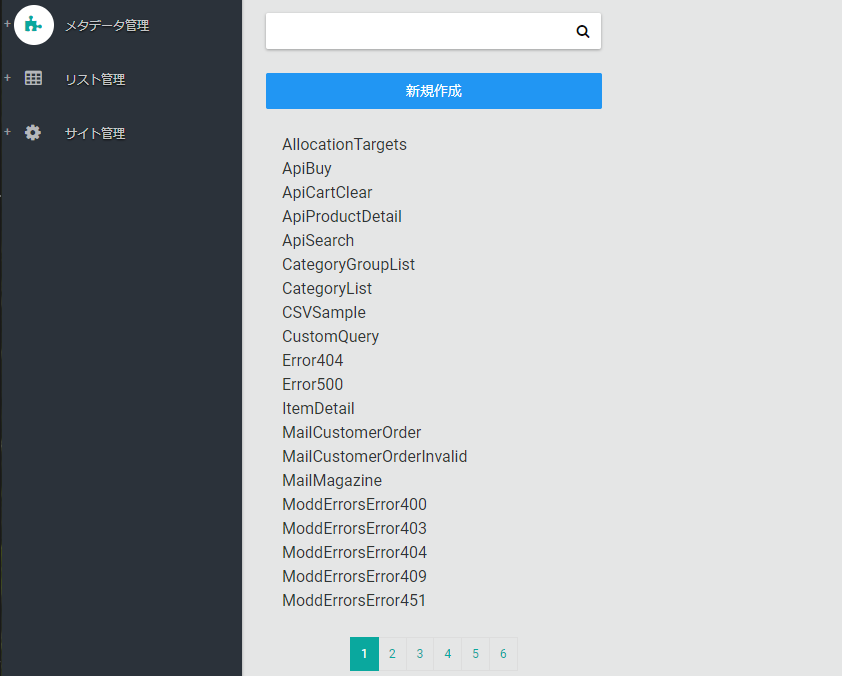 + メタデータ管理
+ リスト管理
+ サイト管理
新規作成
AllocationTargets
ApiBuy
ApiCartClear
ApiProductDetail
ApiSearch
CategoryGroupList
CategoryList
CSVSample
CustomQuery
Error404
Error500
ItemDetail
MailCustomerOrder
MailCustomerOrderInvalid
MailMagazine
ModdErrorsError400
ModdErrorsError403
ModdErrorsError404
ModdErrorsError409
ModdErrorsError451
1 2 3 4 5 6